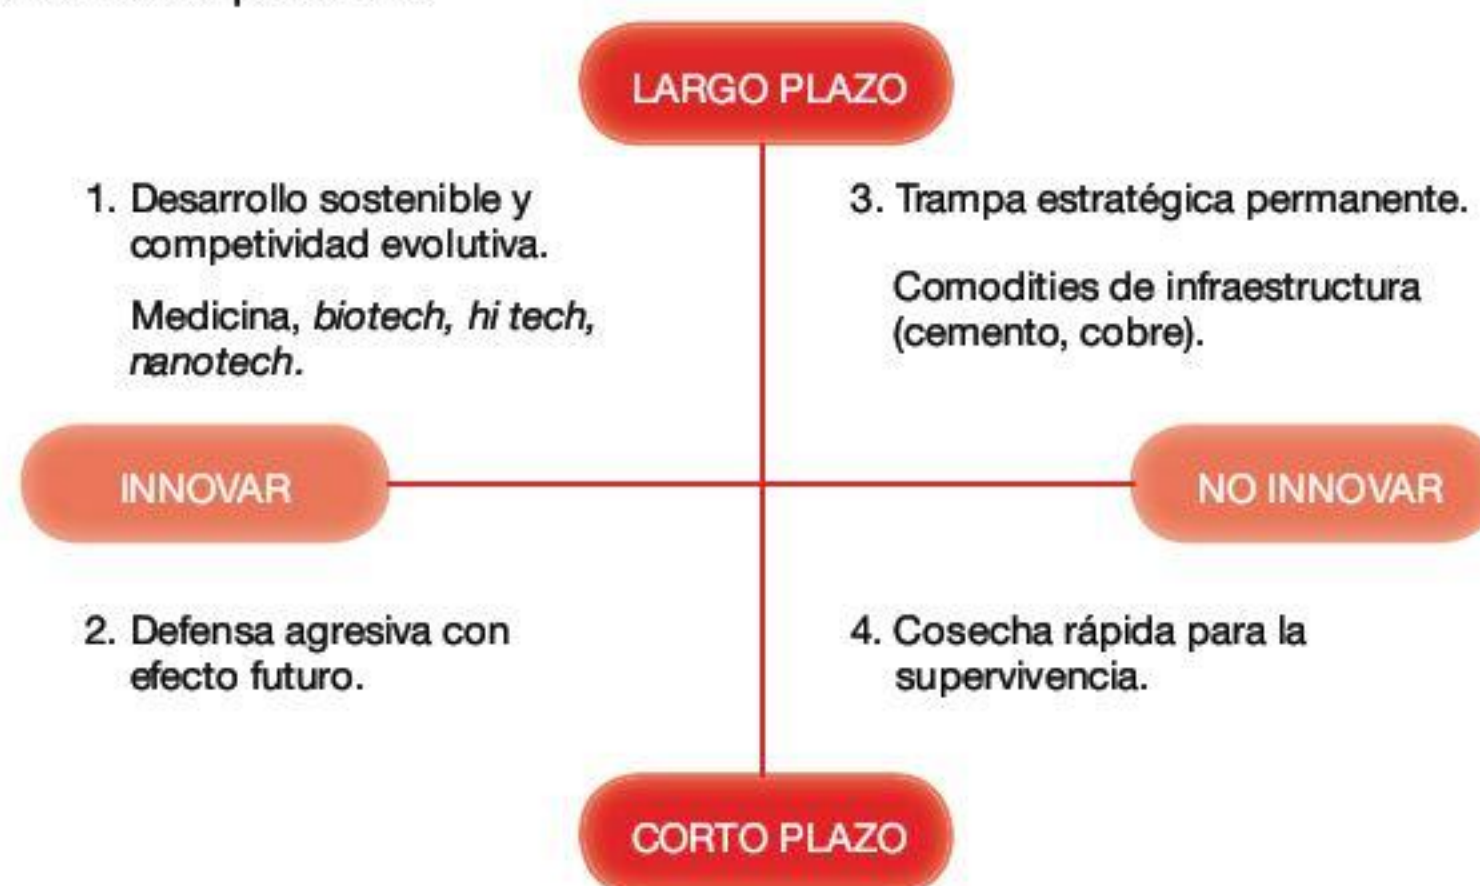 LARGO PLAZO
1. Desarrollo sostenible y
competividad evolutiva.
Medicina, biotech, hi tech,
nanotech.
3. Trampa estratégica permanente.
Comodities de infraestructura
(cemento, cobre).
INNOVAR
NO INNOVAR
2. Defensa agresiva con
efecto futuro.
4. Cosecha rápida para la
supervivencia.
CORTO PLAZO